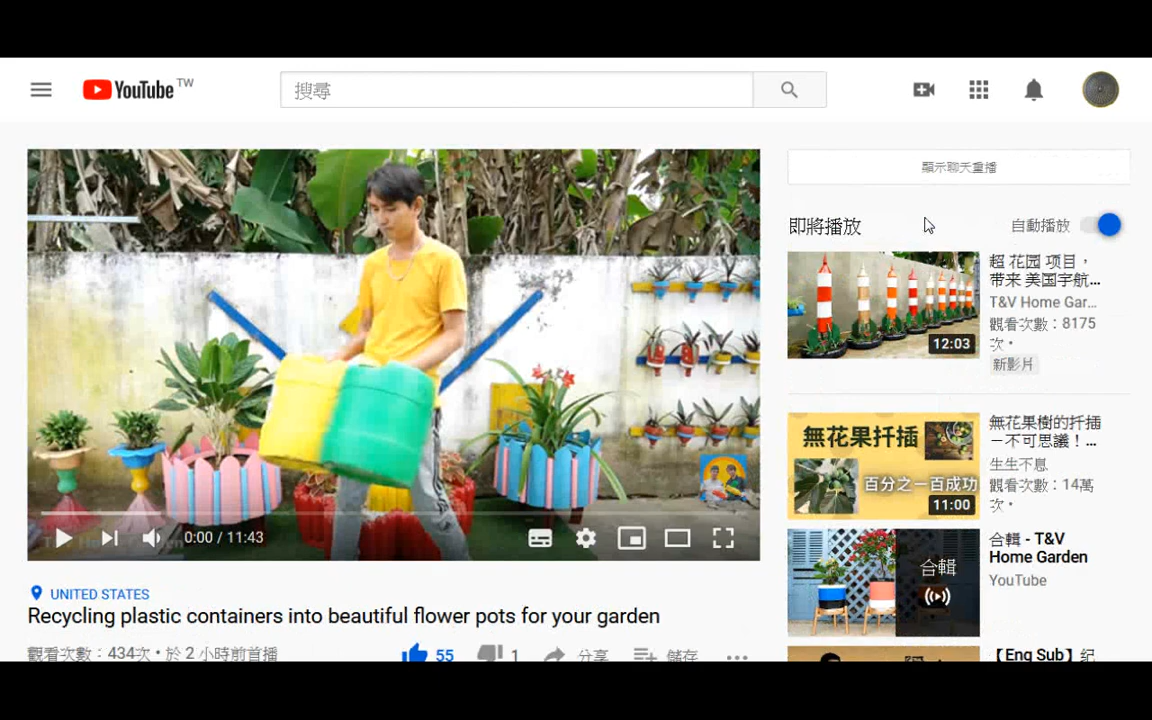 YouTube TW
搜尋
顯示聊天重播
即將播放
自動播放
超 花园 项目,
带来 美国宇航...
T&V Home Gar...
觀看次數：8175
次・
新影片
12:03
無花果扦插
百分之一百成功
11:00
無花果樹的扦插
－不可思議！...
生生不息
觀看次數：14萬
次・
合輯
合輯 - T&V
Home Garden
YouTube
【Eng Sub】纪
0:00 / 11:43
UNITED STATES
Recycling plastic containers into beautiful flower pots for your garden
觀看次數：434次・於 2 小時前首播
55
1
分享
儲存